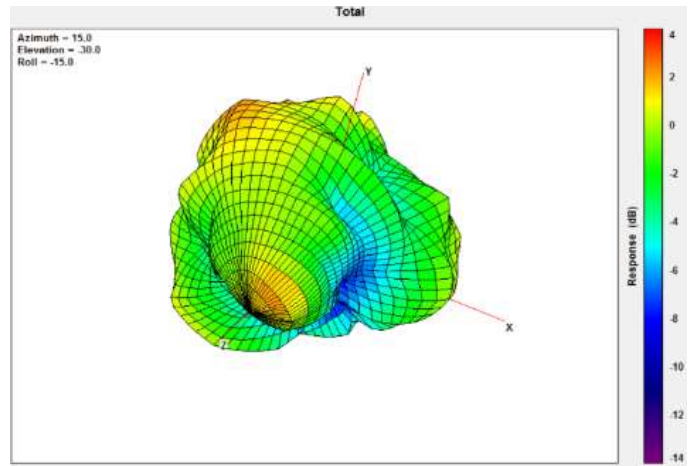 Total
Azimuth = 15.0
Elevation = -30.0
Roll = -15.0
Y
X
Z
4
2
0
-2
-4
-6
-8
-10
-12
-14
Response (dB)